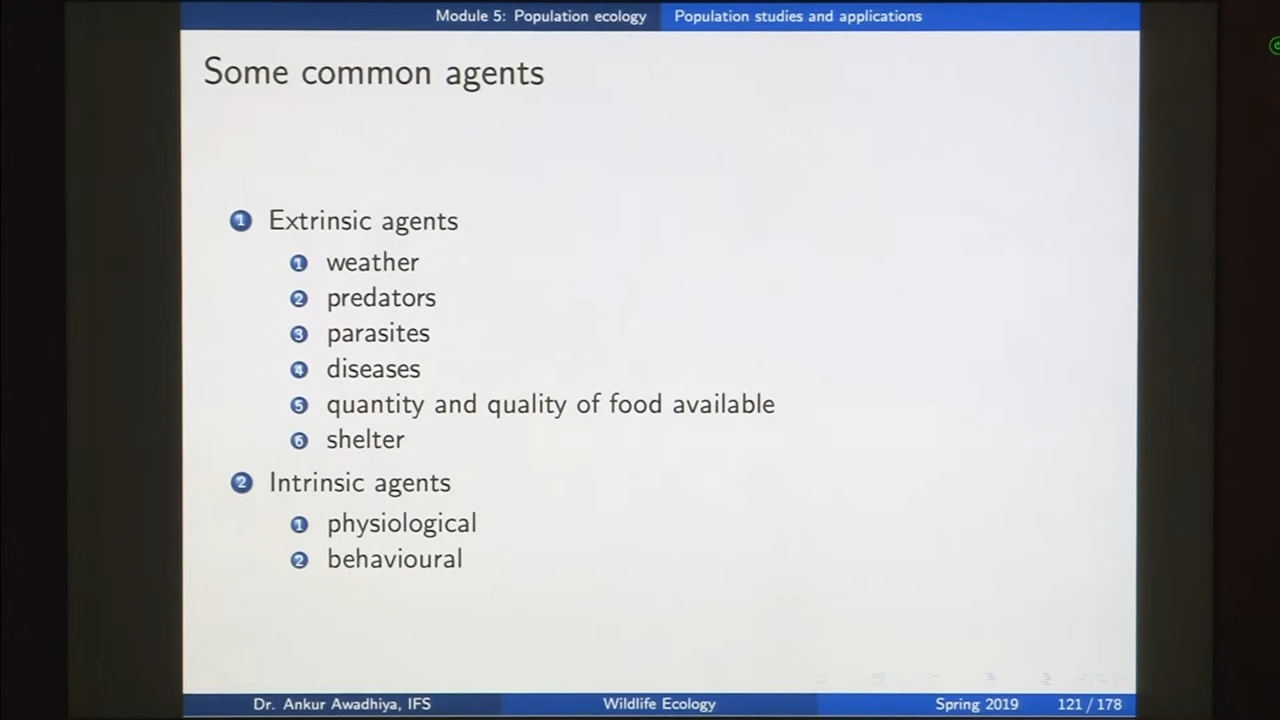 Module 5: Population ecology Population studies and applications
Some common agents
1 Extrinsic agents
1 weather
2 predators
3 parasites
4 diseases
5 quantity and quality of food available
6 shelter
2 Intrinsic agents
1 physiological
2 behavioural
Dr. Ankur Awadhiya, IFS Wildlife Ecology Spring 2019 121 / 178